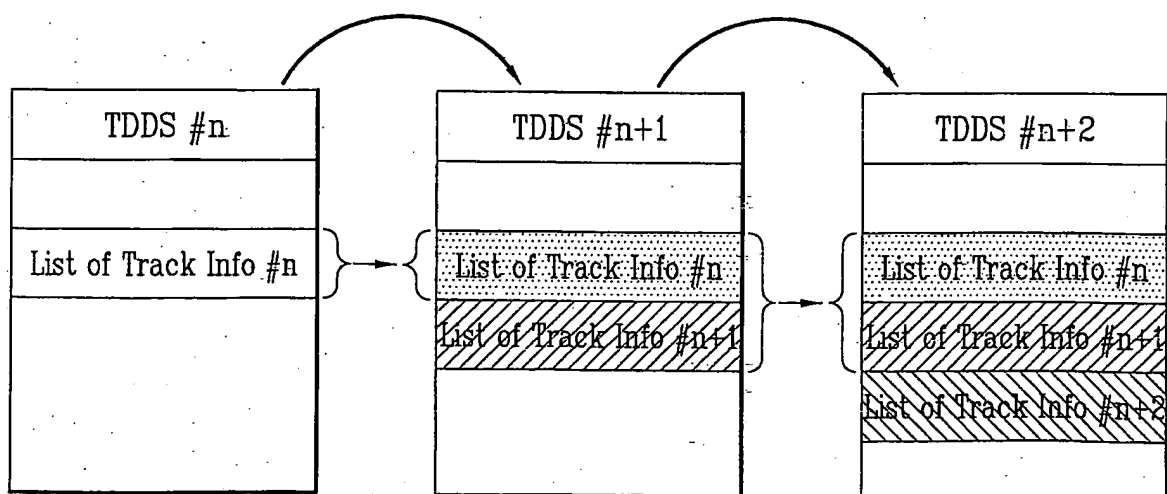 TDDS #n
List of Track Info #n
TDDS #n+1
List of Track Info #n
List of Track Info #n+1
TDDS #n+2
List of Track Info #n
List of Track Info #n+1
List of Track Info #n+2